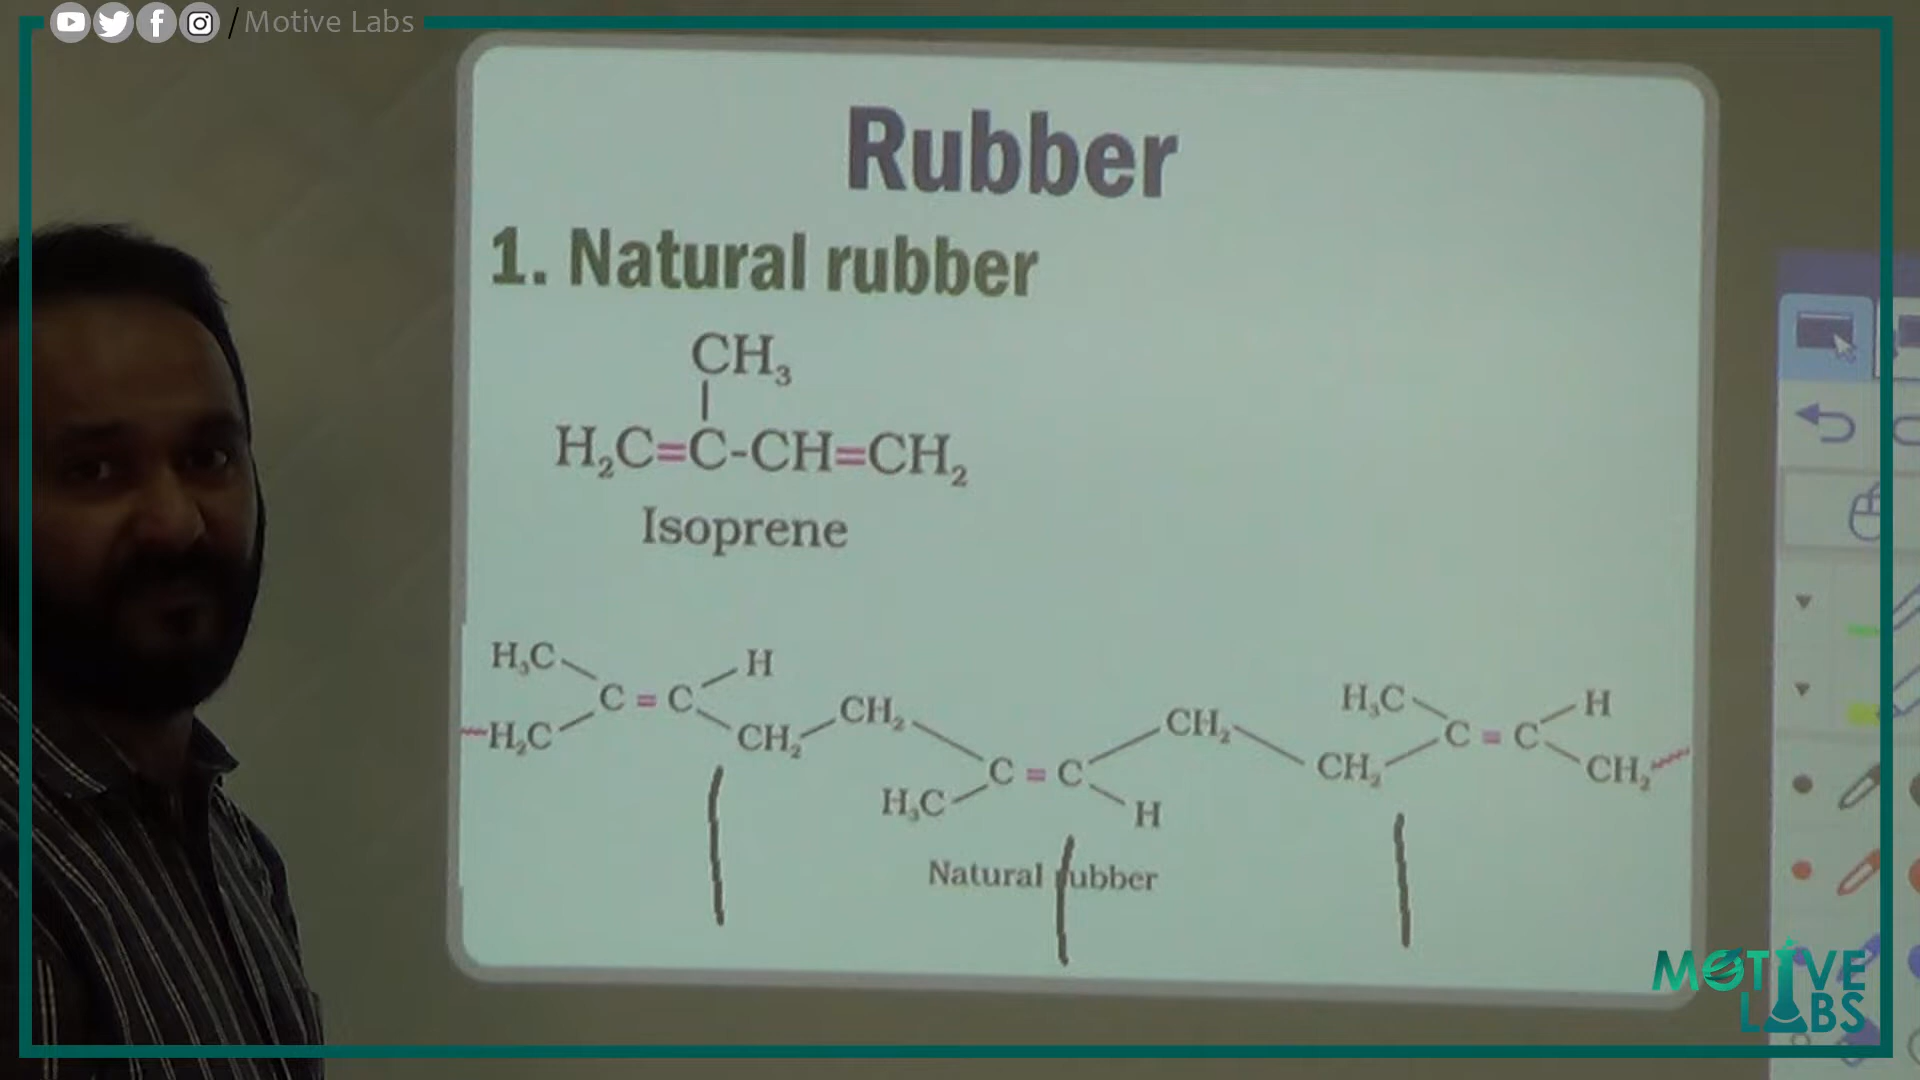 /Motive Labs
Rubber
1. Natural rubber
CH₃
H₂C=C-CH=CH₂
Isoprene
H₃C H H₃C H
C = C CH₂ CH₂ C = C
H₂C CH₂ C = C CH₂ CH₂
H₃C H
Natural rubber
MOTIVE
LABS